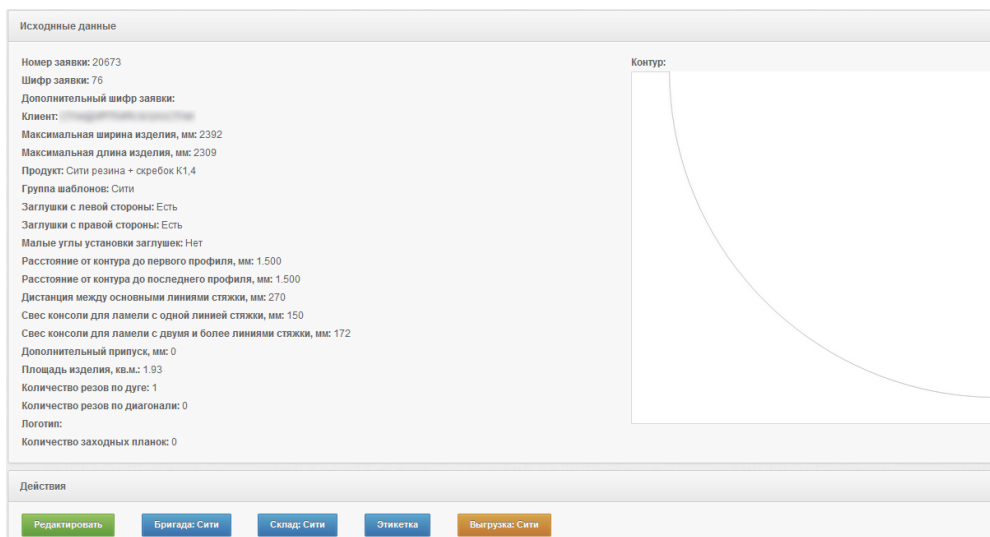 Исходнные данные
Номер заявки: 20673
Шифр заявки: 76
Дополнительный шифр заявки:
Клиент:
Максимальная ширина изделия, мм: 2392
Максимальная длина изделия, мм: 2309
Продукт: Сити резина + скребок К1,4
Группа шаблонов: Сити
Заглушки с левой стороны: Есть
Заглушки с правой стороны: Есть
Малые углы установки заглушек: Нет
Расстояние от контура до первого профиля, мм: 1.500
Расстояние от контура до последнего профиля, мм: 1.500
Дистанция между основными линиями стяжки, мм: 270
Свес консоли для ламели с одной линией стяжки, мм: 150
Свес консоли для ламели с двумя и более линиями стяжки, мм: 172
Дополнительный припуск, мм: 0
Площадь изделия, кв.м.: 1.93
Количество резов по дуге: 1
Количество резов по диагонали: 0
Логотип:
Количество заходных планок: 0
Контур:
Действия
Редактировать
Бригада: Сити
Склад: Сити
Этикетка
Выгрузка: Сити